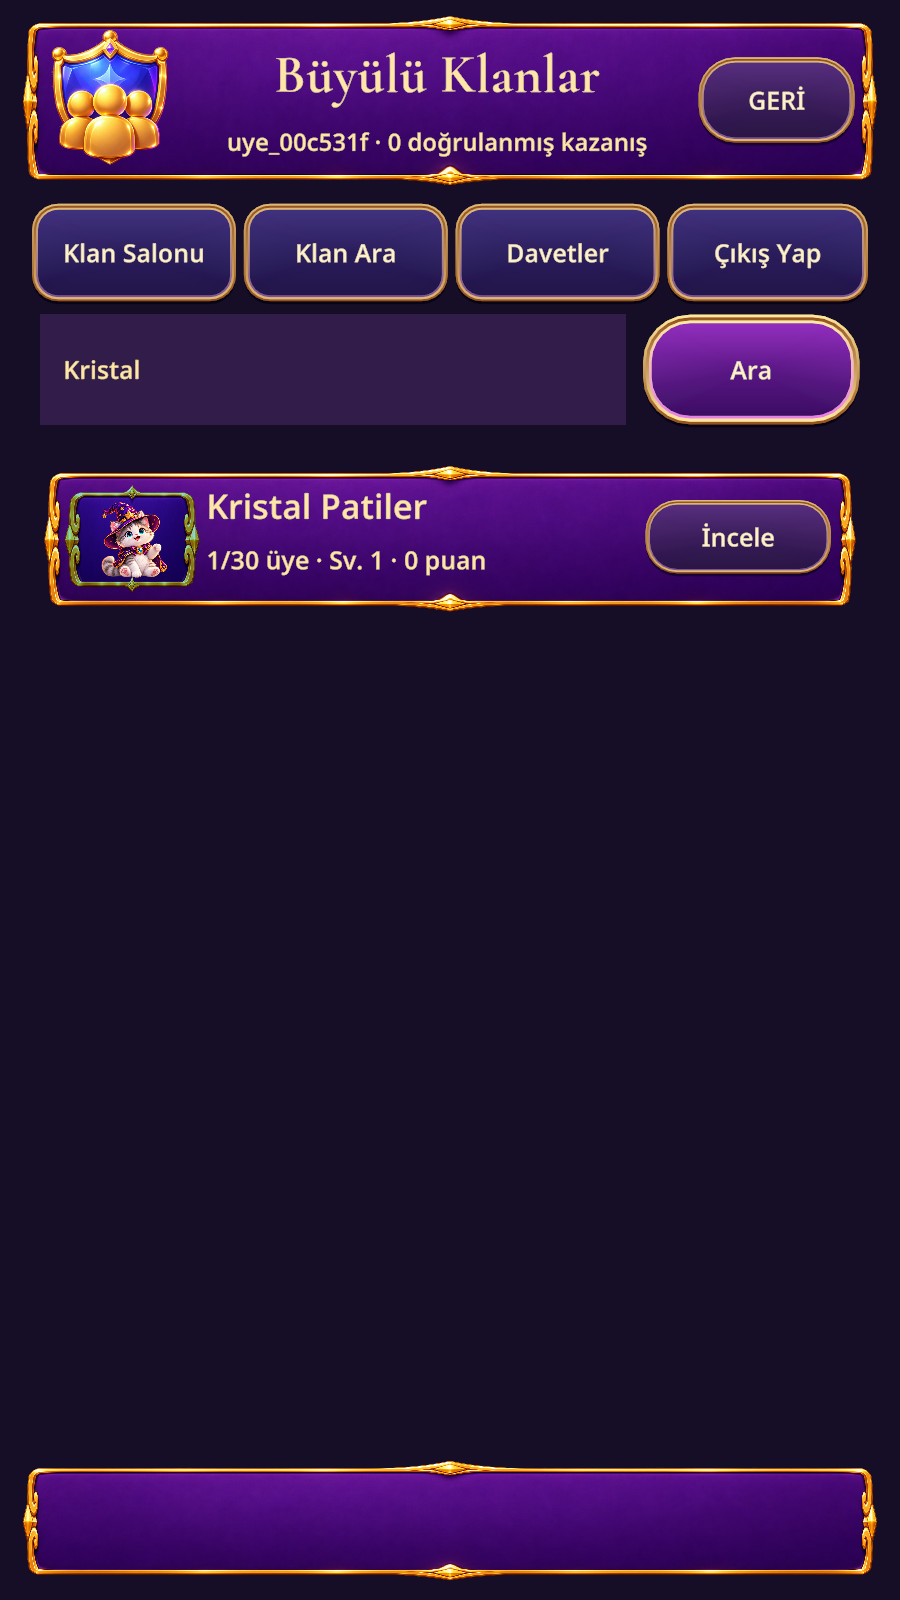 Büyülü Klanlar
GERİ
uye_00c531f · 0 doğrulanmış kazanış
Klan Salonu
Klan Ara
Davetler
Çıkış Yap
Kristal
Ara
Kristal Patiler
1/30 üye · Sv. 1 · 0 puan
İncele